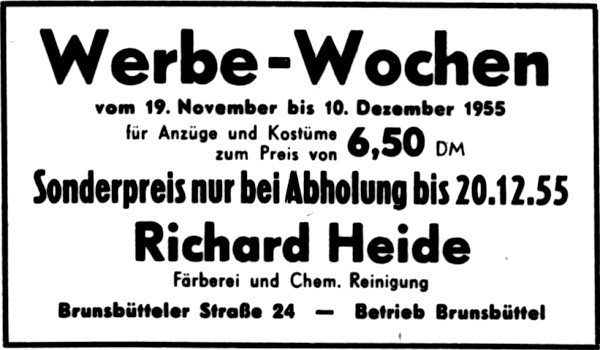 Werbe-Wochen
vom 19. November bis 10. Dezember 1955
für Anzüge und Kostüme
zum Preis von 6,50 DM
Sonderpreis nur bei Abholung bis 20.12.55
Richard Heide
Färberei und Chem. Reinigung
Brunsbütteler Straße 24 — Betrieb Brunsbüttel